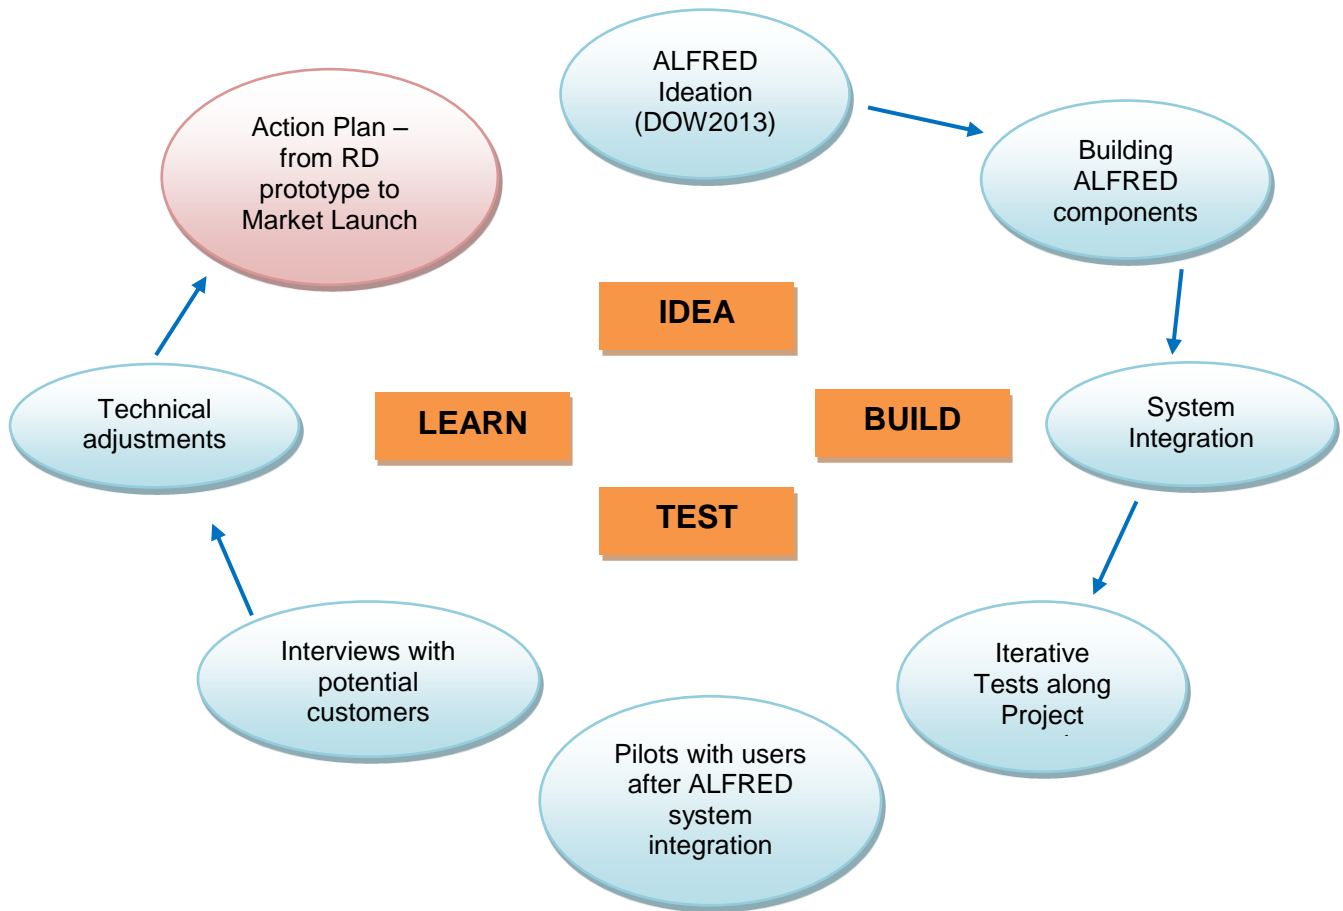 ALFRED
Ideation
(DOW2013)
Building
ALFRED
components
System
Integration
Iterative
Tests along
Project
Pilots with users
after ALFRED
system
integration
Interviews with
potential
customers
Technical
adjustments
Action Plan –
from RD
prototype to
Market Launch
IDEA
BUILD
TEST
LEARN